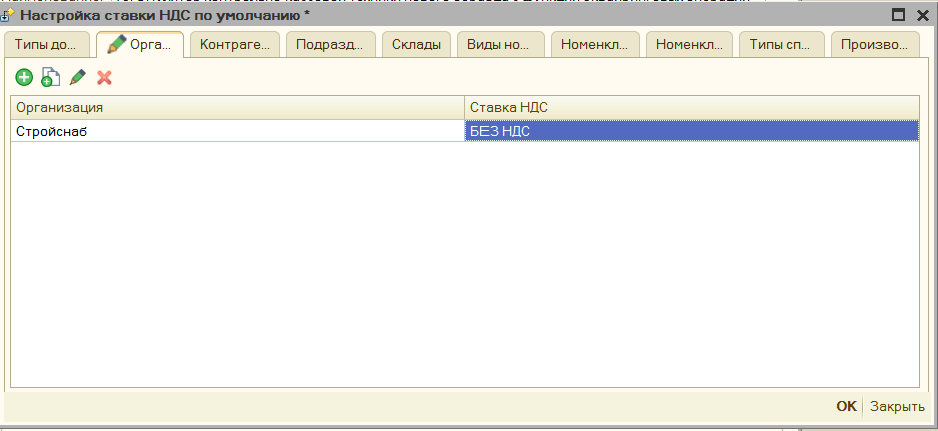 Настройка ставки НДС по умолчанию *
Типы до... Орга... Контраге... Подразд... Склады Виды но... Номенкл... Номенкл... Типы сп... Произво...
Организация Ставка НДС
Стройснаб БЕЗ НДС
OK Закрыть